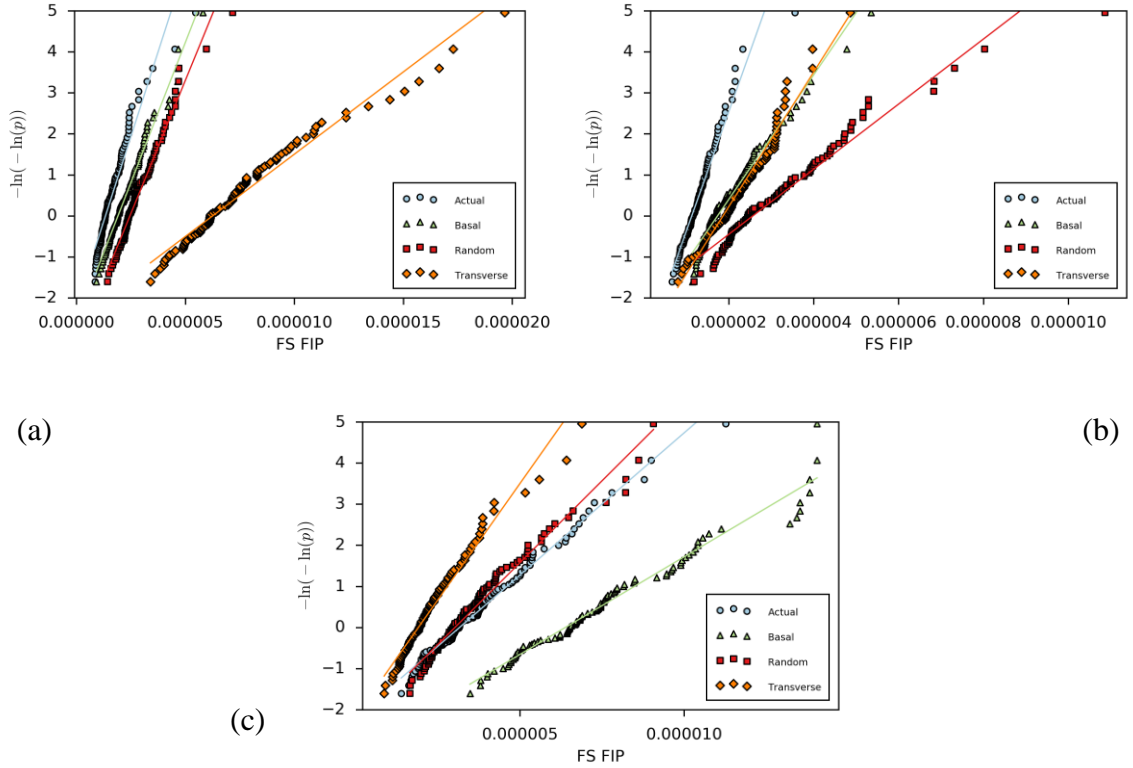 5
4
3
2
1
0
−1
−2
−ln( − ln(p))
0.000000 0.000005 0.000010 0.000015 0.000020
FS FIP
Actual
Basal
Random
Transverse
5
4
3
2
1
0
−1
−2
−ln( − ln(p))
0.000002 0.000004 0.000006 0.000008 0.000010
FS FIP
Actual
Basal
Random
Transverse
(a)
(b)
5
4
3
2
1
0
−1
−2
−ln( − ln(p))
0.000005 0.000010
FS FIP
Actual
Basal
Random
Transverse
(c)